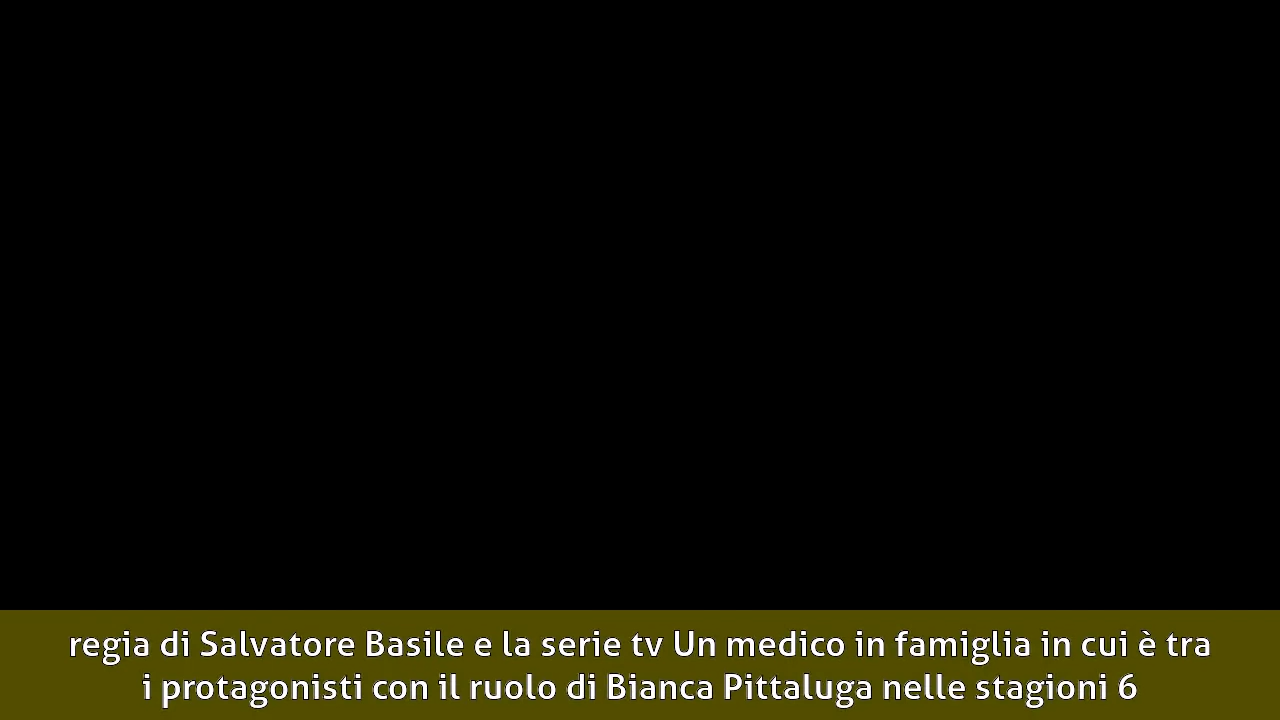 regia di Salvatore Basile e la serie tv Un medico in famiglia in cui è tra
i protagonisti con il ruolo di Bianca Pittaluga nelle stagioni 6